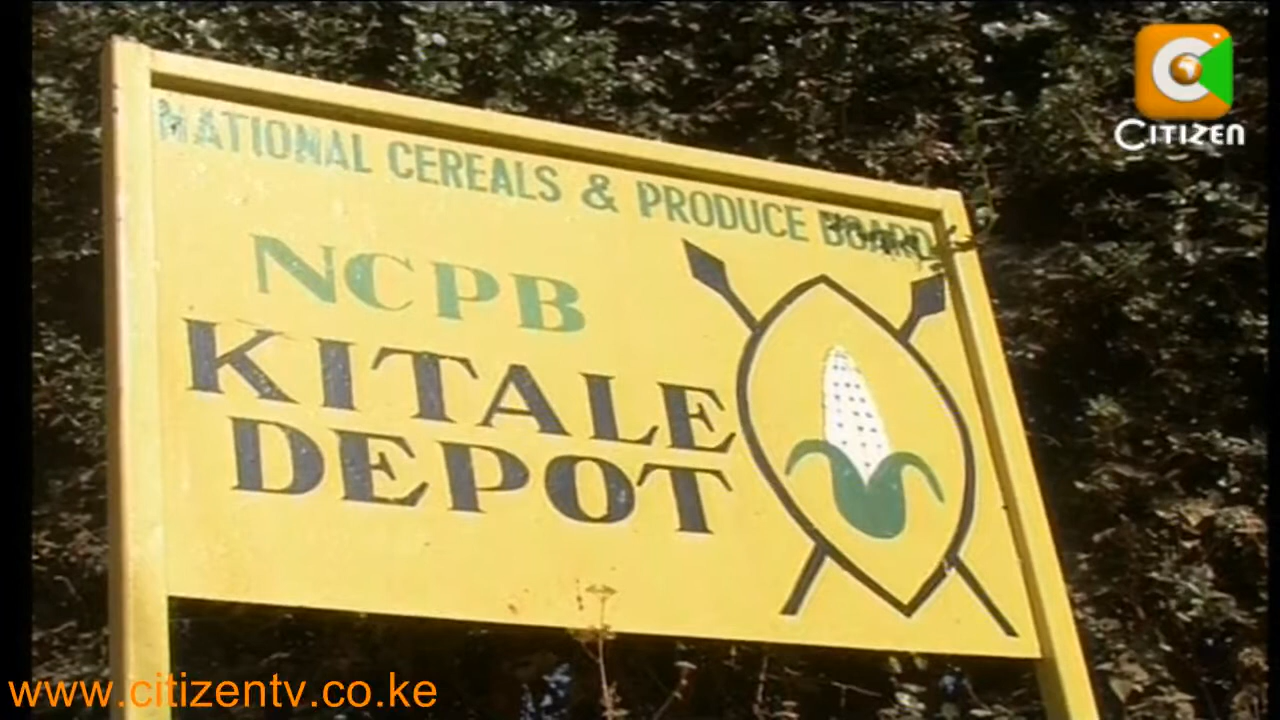 NATIONAL CEREALS & PRODUCE BOARD
NCPB
KITALE
DEPOT
CITIZEN
www.citizentv.co.ke